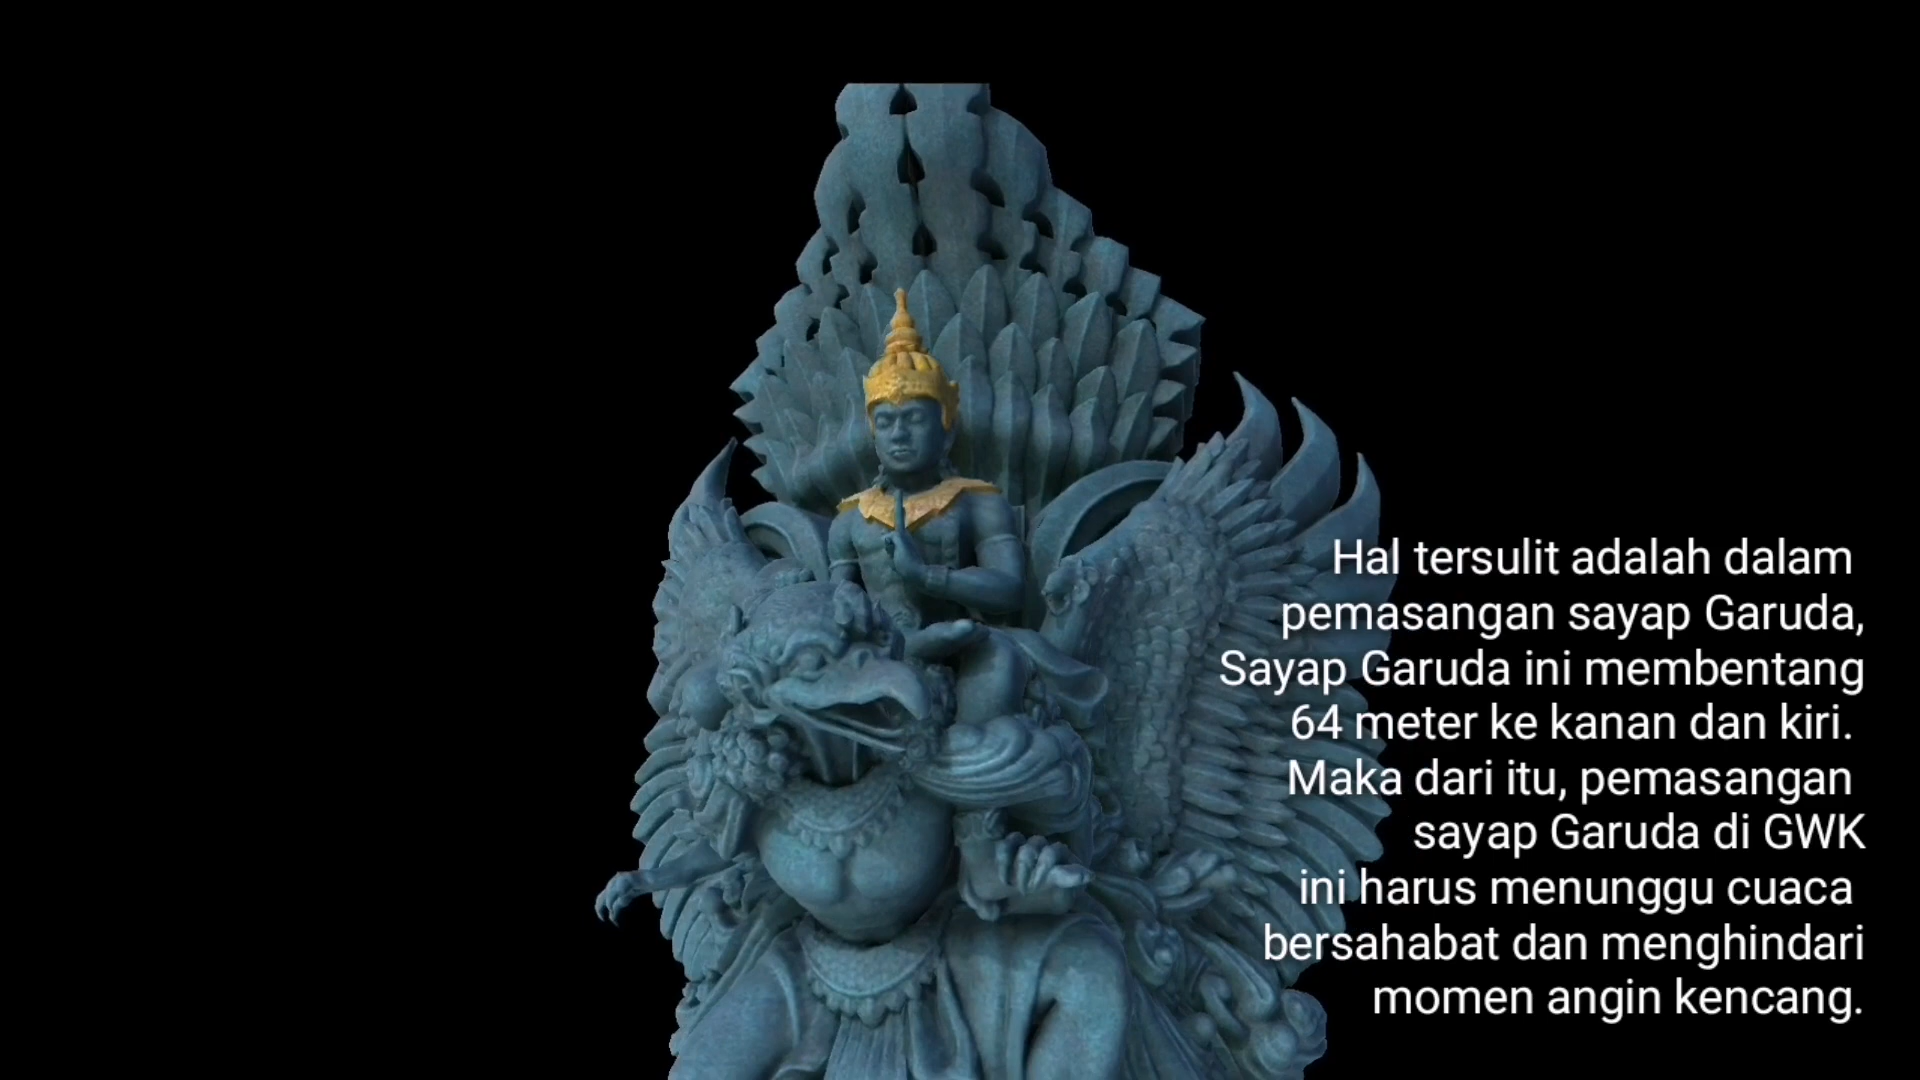 Hal tersulit adalah dalam
pemasangan sayap Garuda,
Sayap Garuda ini membentang
64 meter ke kanan dan kiri.
Maka dari itu, pemasangan
sayap Garuda di GWK
ini harus menunggu cuaca
bersahabat dan menghindari
momen angin kencang.